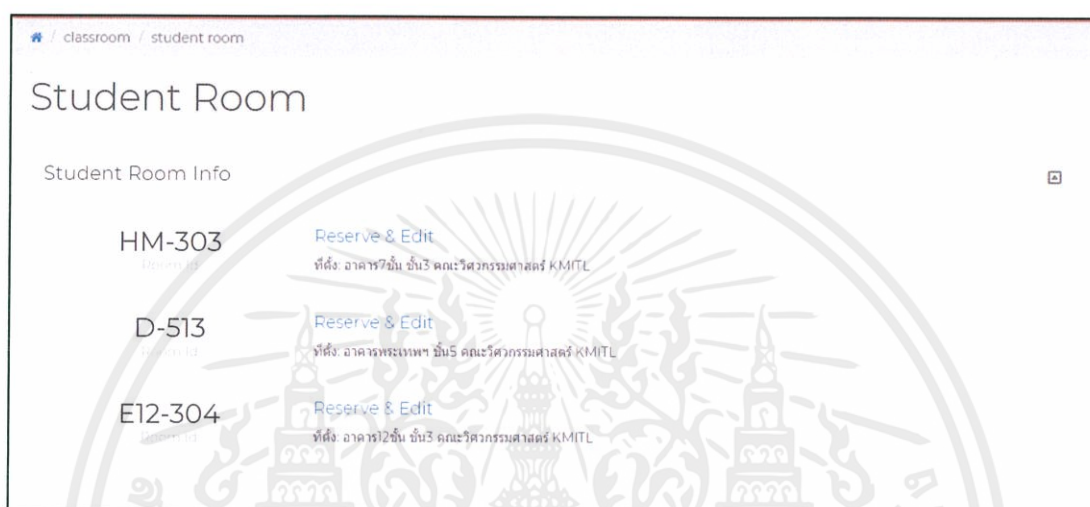 / classroom / student room
Student Room
Student Room Info
HM-303
Room Id
Reserve & Edit
ที่ตั้ง: อาคาร7ชั้น ชั้น3 คณะวิศวกรรมศาสตร์ KMITL
D-513
Room Id
Reserve & Edit
ที่ตั้ง: อาคารพระเทพฯ ชั้น5 คณะวิศวกรรมศาสตร์ KMITL
E12-304
Room Id
Reserve & Edit
ที่ตั้ง: อาคาร12ชั้น ชั้น3 คณะวิศวกรรมศาสตร์ KMITL